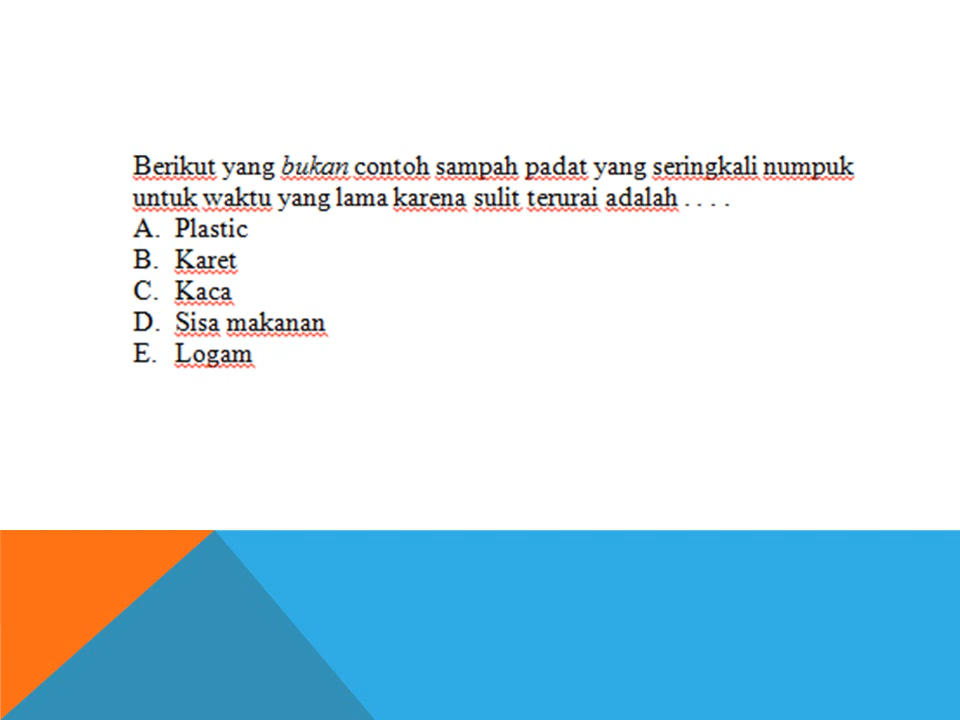 Berikut yang bukan contoh sampah padat yang seringkali numpuk
untuk waktu yang lama karena sulit terurai adalah . . . .
A. Plastic
B. Karet
C. Kaca
D. Sisa makanan
E. Logam